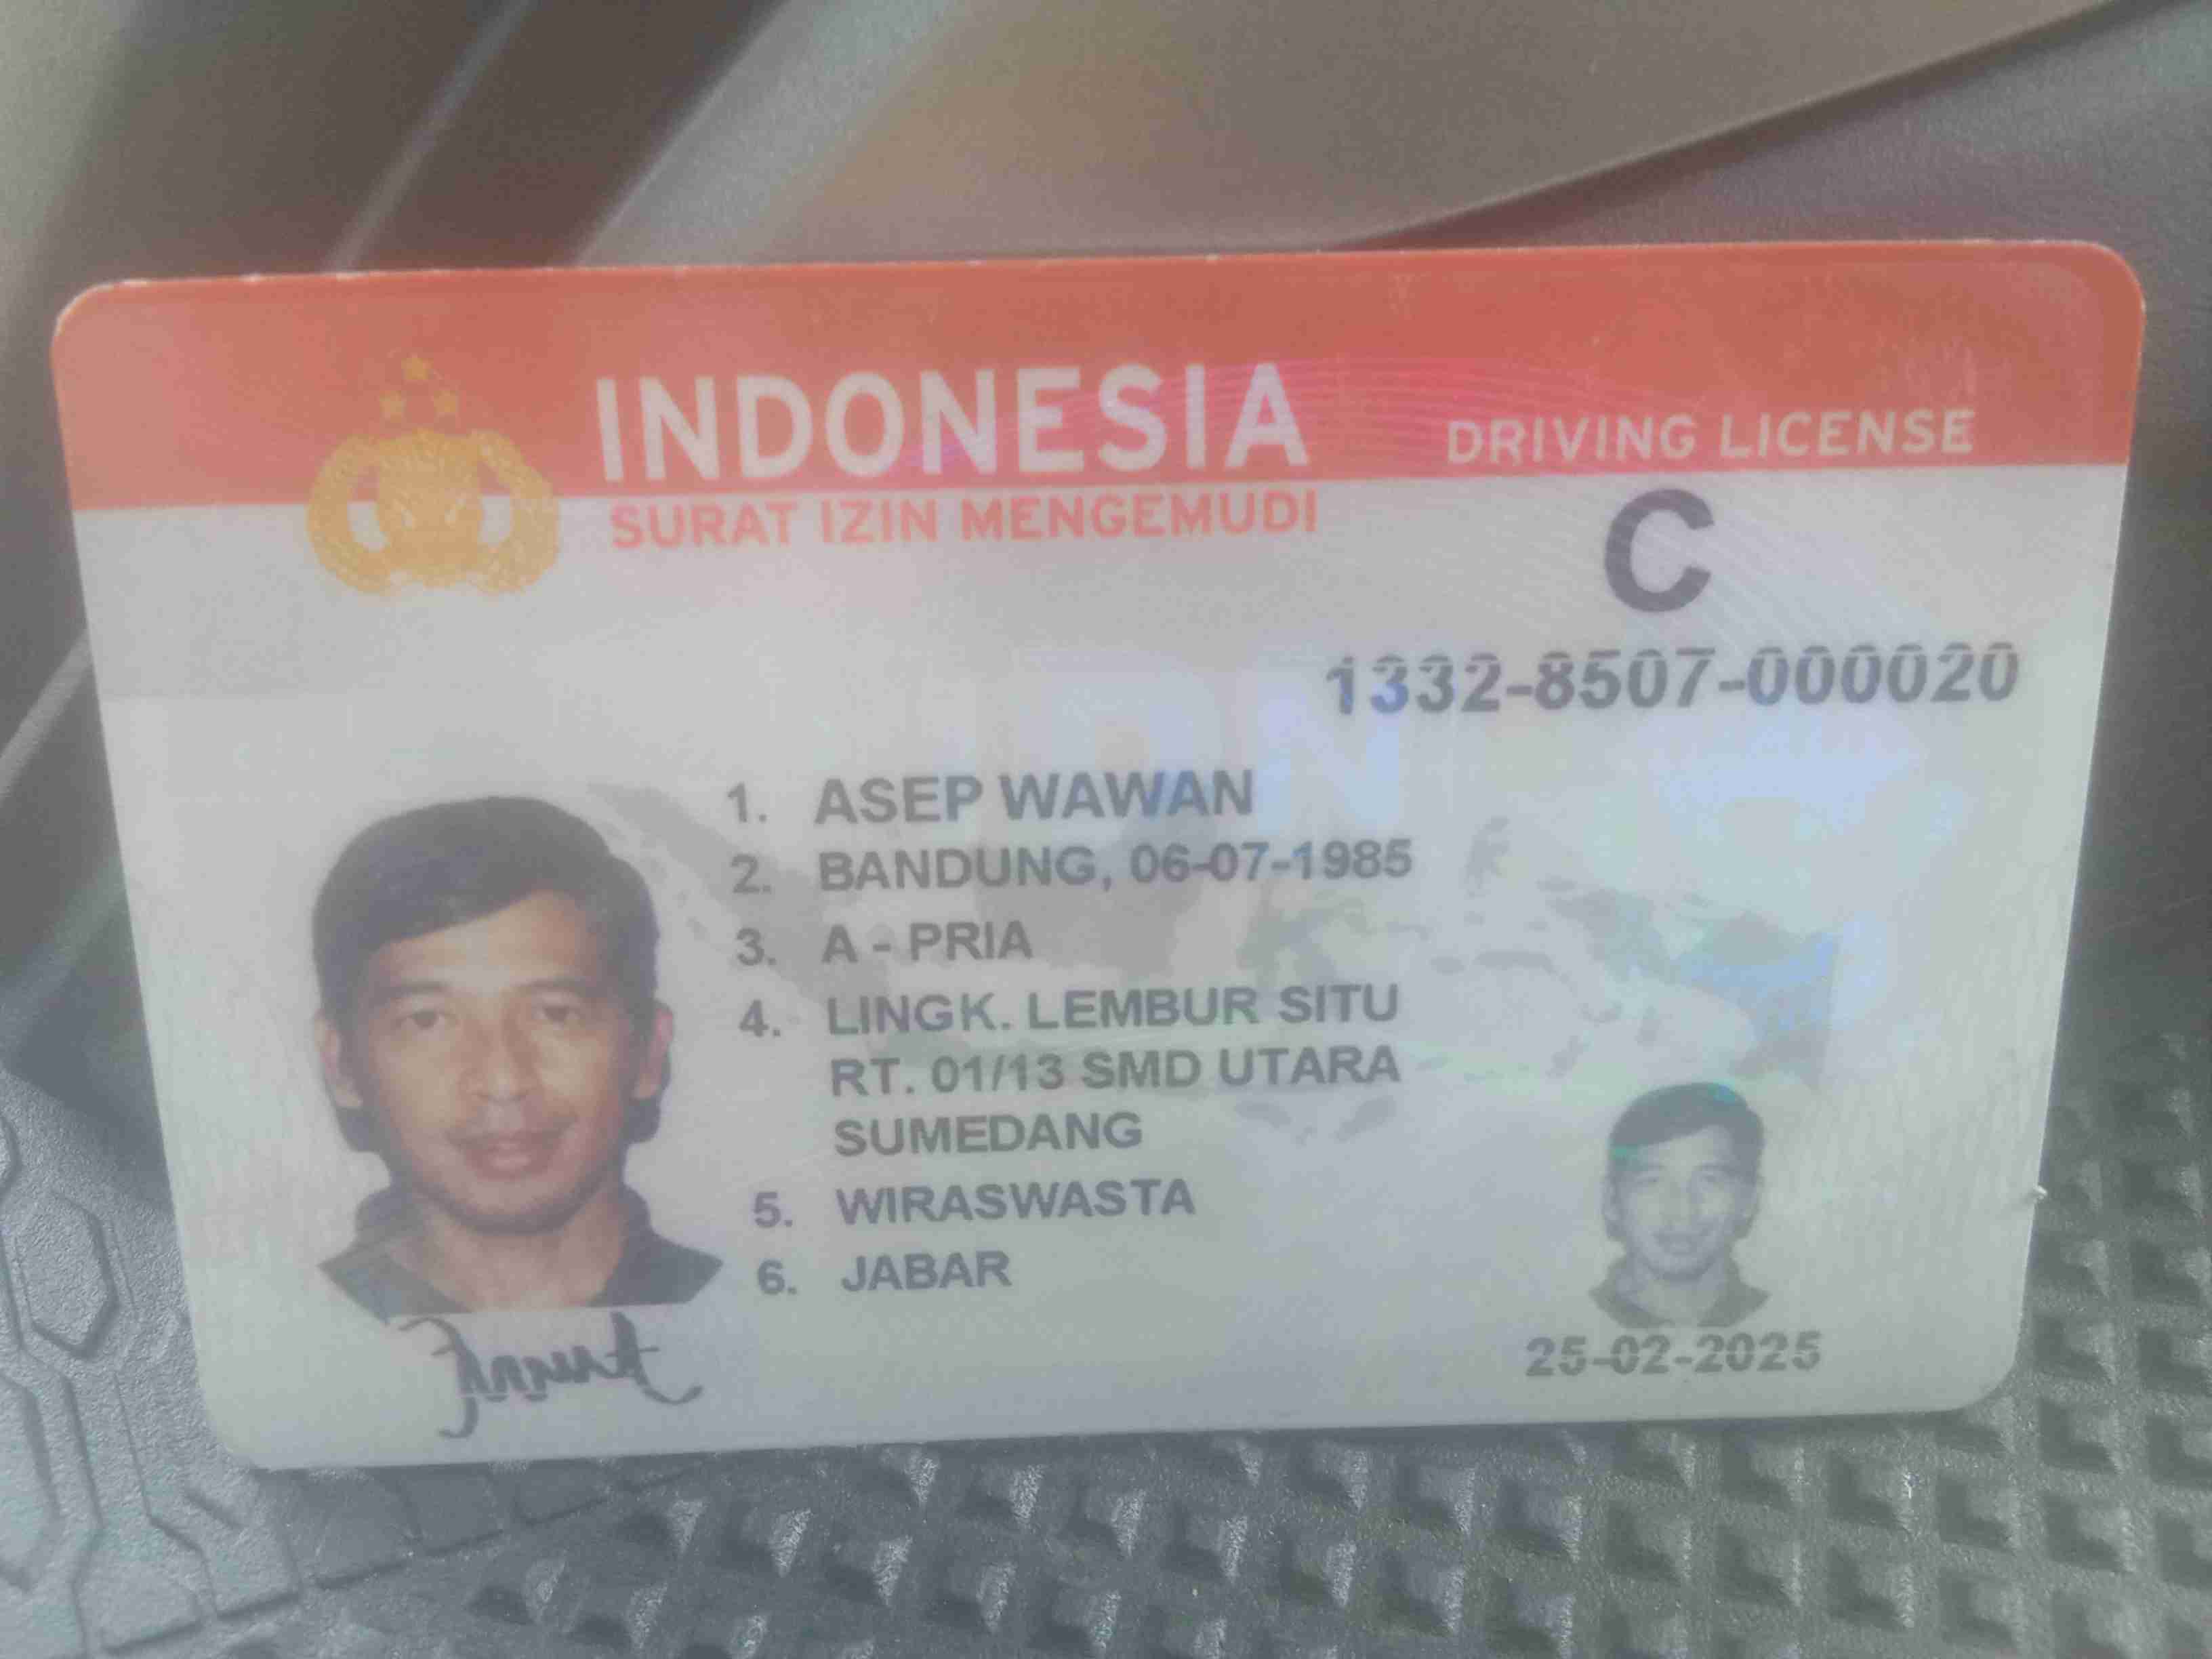 INDONESIA
DRIVING LICENSE
SURAT IZIN MENGEMUDI
C
1332-8507-000020
1. ASEP WAWAN
2. BANDUNG, 06-07-1985
3. A - PRIA
4. LINGK. LEMBUR SITU
RT. 01/13 SMD UTARA
SUMEDANG
5. WIRASWASTA
6. JABAR
25-02-2025